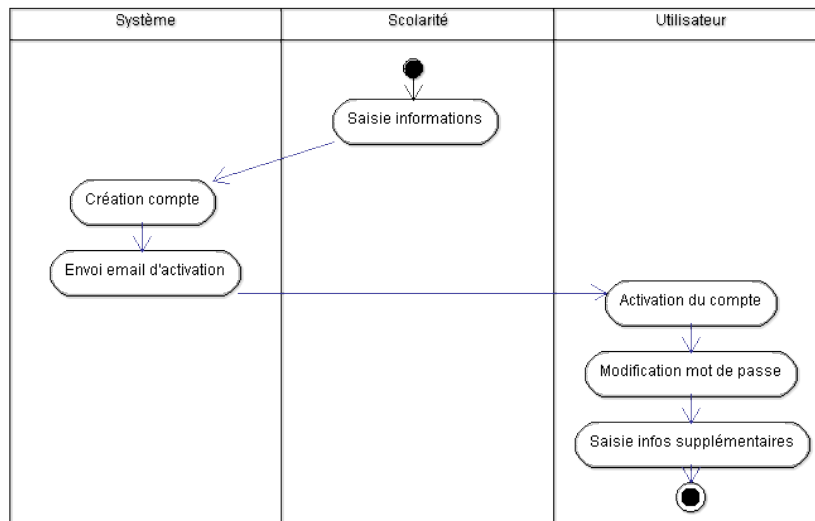 Système
Scolarité
Utilisateur
Saisie informations
Création compte
Envoi email d'activation
Activation du compte
Modification mot de passe
Saisie infos supplémentaires